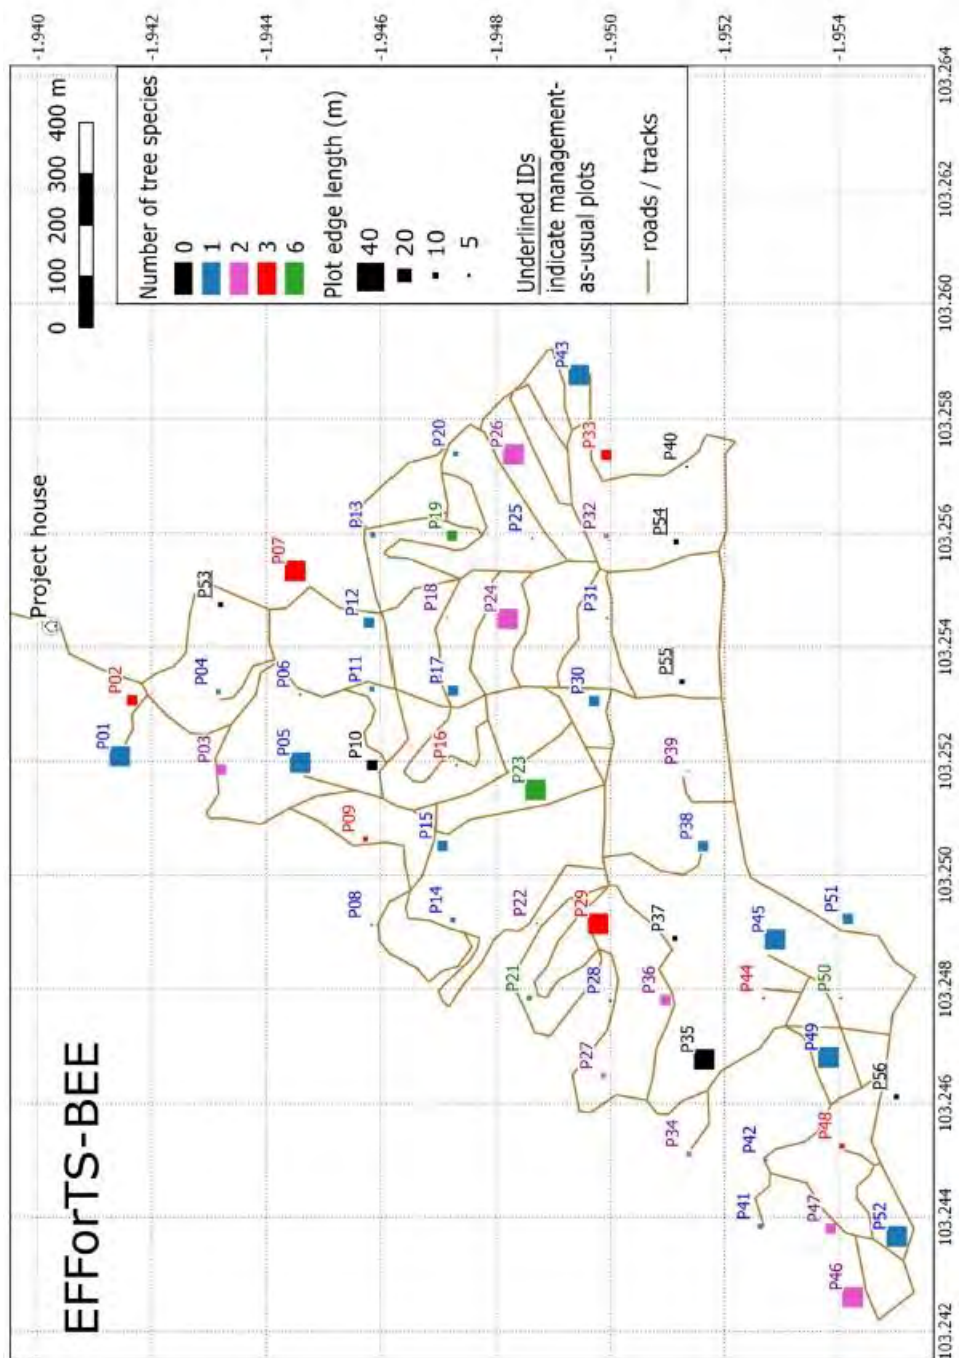 EFForTS-BEE
Project house
0 100 200 300 400 m
-1.940
-1.942
-1.944
-1.946
-1.948
-1.950
-1.952
-1.954
Number of tree species
0
1
2
3
6
Plot edge length (m)
40
20
10
5
Underlined IDs
indicate management-
as-usual plots
roads / tracks
P01
P02
P03
P04
P53
P05
P06
P07
P09
P08
P10
P11
P12
P13
P15
P14
P16
P17
P18
P19
P20
P21
P22
P23
P24
P25
P26
P27
P28
P29
P30
P31
P32
P33
P43
P34
P36
P37
P35
P38
P39
P55
P54
P40
P41
P42
P44
P45
P47
P48
P49
P50
P51
P46
P52
P56
103.242
103.244
103.246
103.248
103.250
103.252
103.254
103.256
103.258
103.260
103.262
103.264